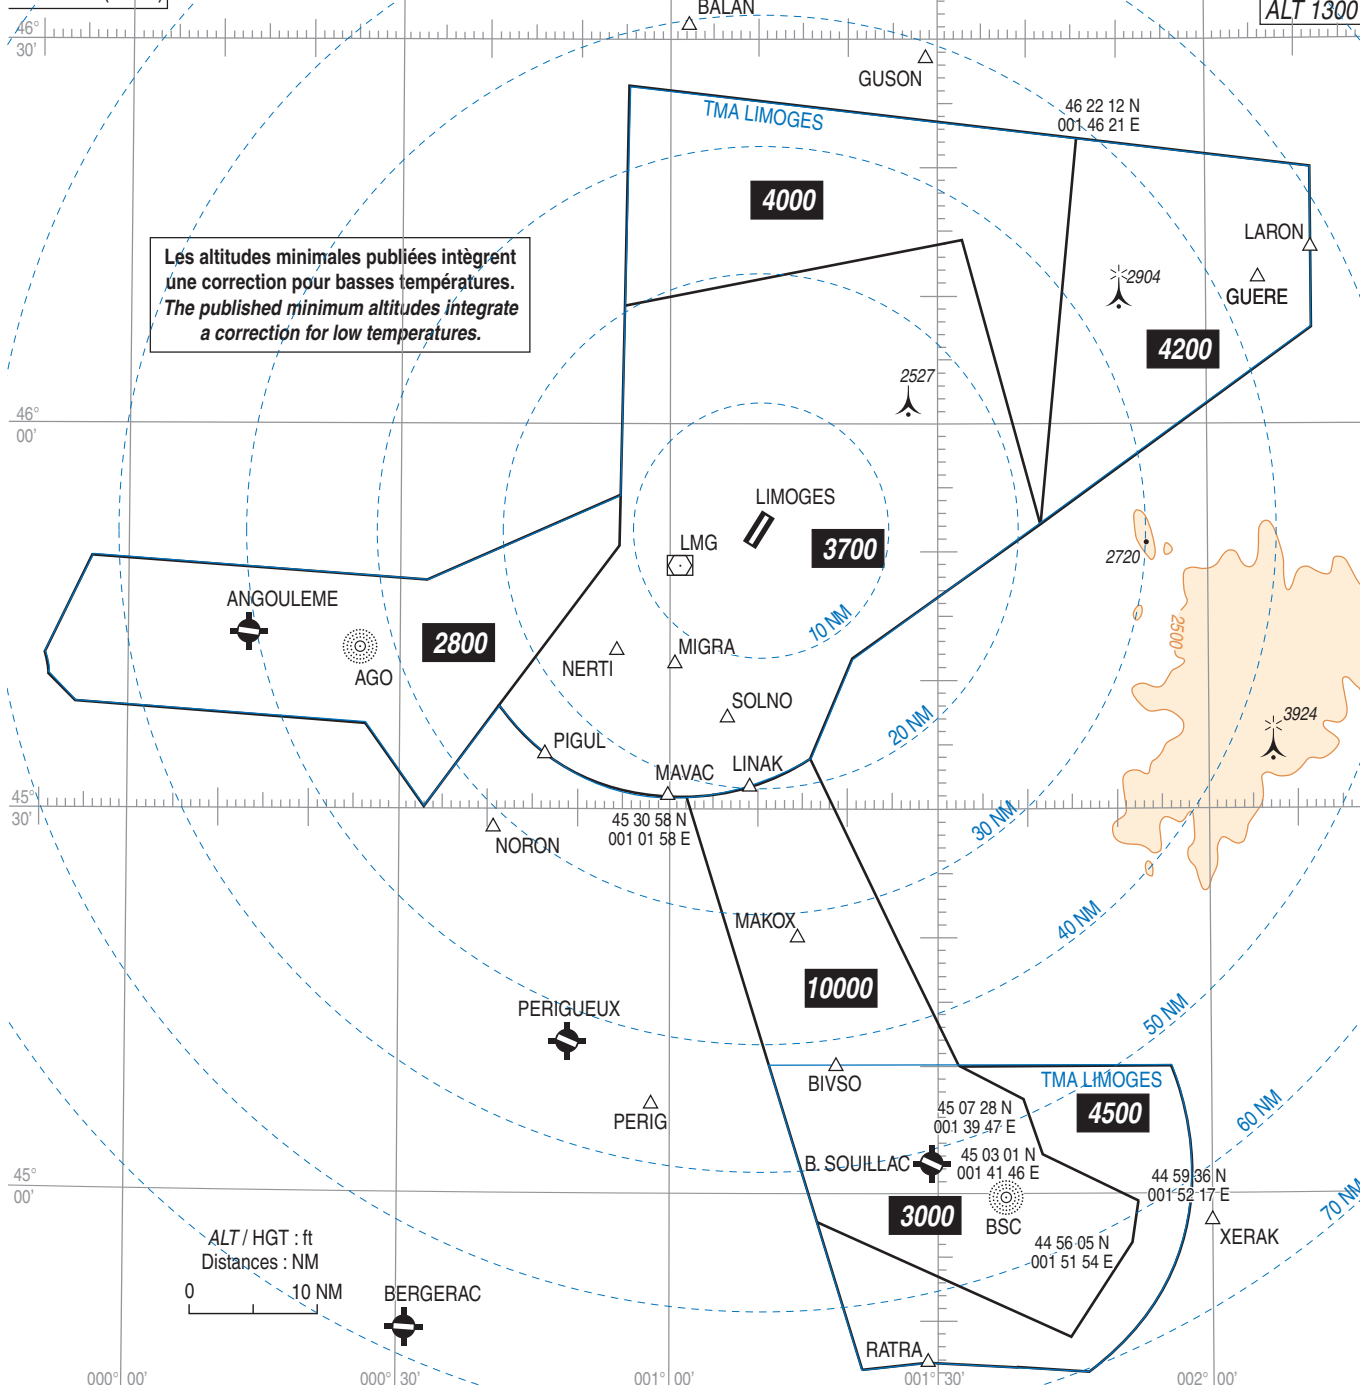 BALAN
ALT 1300
46°
30'
GUSON
TMA LIMOGES
46 22 12 N
001 46 21 E
4000
LARON
Les altitudes minimales publiées intègrent
une correction pour basses températures.
The published minimum altitudes integrate
a correction for low temperatures.
2904
GUERE
4200
2527
46°
00'
LIMOGES
LMG
3700
2720
ANGOULEME
10 NM
2500
2800
MIGRA
NERTI
AGO
SOLNO
20 NM
3924
PIGUL
LINAK
MAVAC
45°
30'
45 30 58 N
001 01 58 E
30 NM
NORON
MAKOX
40 NM
10000
PERIGUEUX
50 NM
BIVSO
TMA LIMOGES
4500
45 07 28 N
001 39 47 E
60 NM
PERIG
B. SOUILLAC
45 03 01 N
001 41 46 E
45°
00'
44 59 36 N
001 52 17 E
70 NM
3000
BSC
XERAK
ALT / HGT : ft
Distances : NM
44 56 05 N
001 51 54 E
0 10 NM
BERGERAC
RATRA
000° 00'
000° 30'
001° 00'
001° 30'
002° 00'